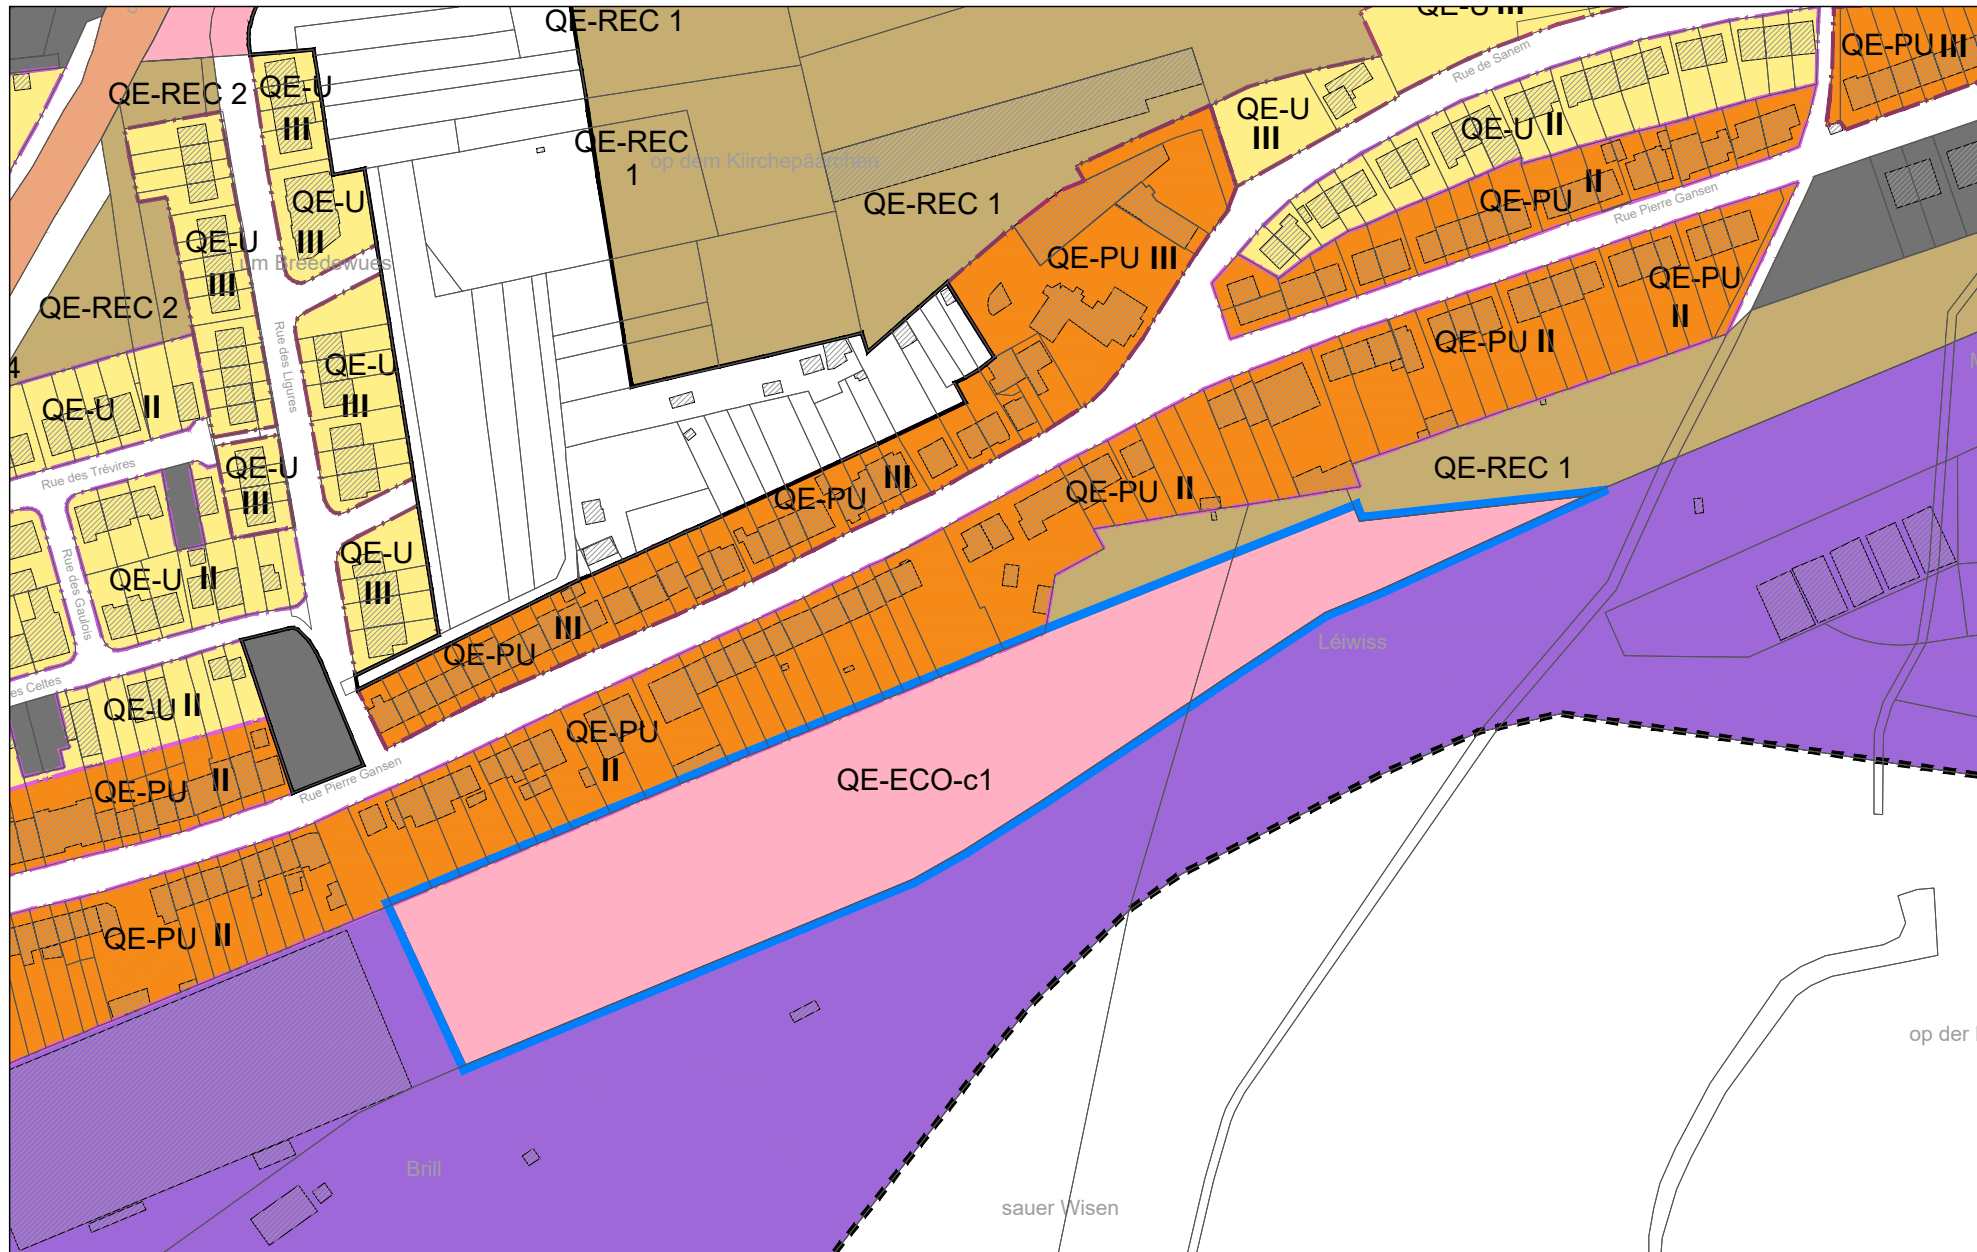 QE-REC 1
QE-U III
Rue de Sanem
QE-PU III
QE-REC 2
QE-U
III
QE-REC
1
op dem Kiirchepäärchen
QE-U
III
QE-U II
QE-REC 1
QE-PU II
Rue Pierre Gansen
QE-U
III
QE-U
III
um Breedewues
QE-PU III
QE-PU
II
QE-REC 2
4
Rue des Ligures
QE-U
III
QE-PU II
QE-U II
Rue des Trévires
QE-U
III
QE-PU III
QE-PU II
QE-REC 1
QE-U
III
Rue des Gaulois
QE-U II
QE-PU
III
Léiwiss
es Celtes
QE-U II
QE-PU
II
QE-PU II
Rue Pierre Gansen
QE-ECO-c1
QE-PU II
op der
Brill
sauer Wisen